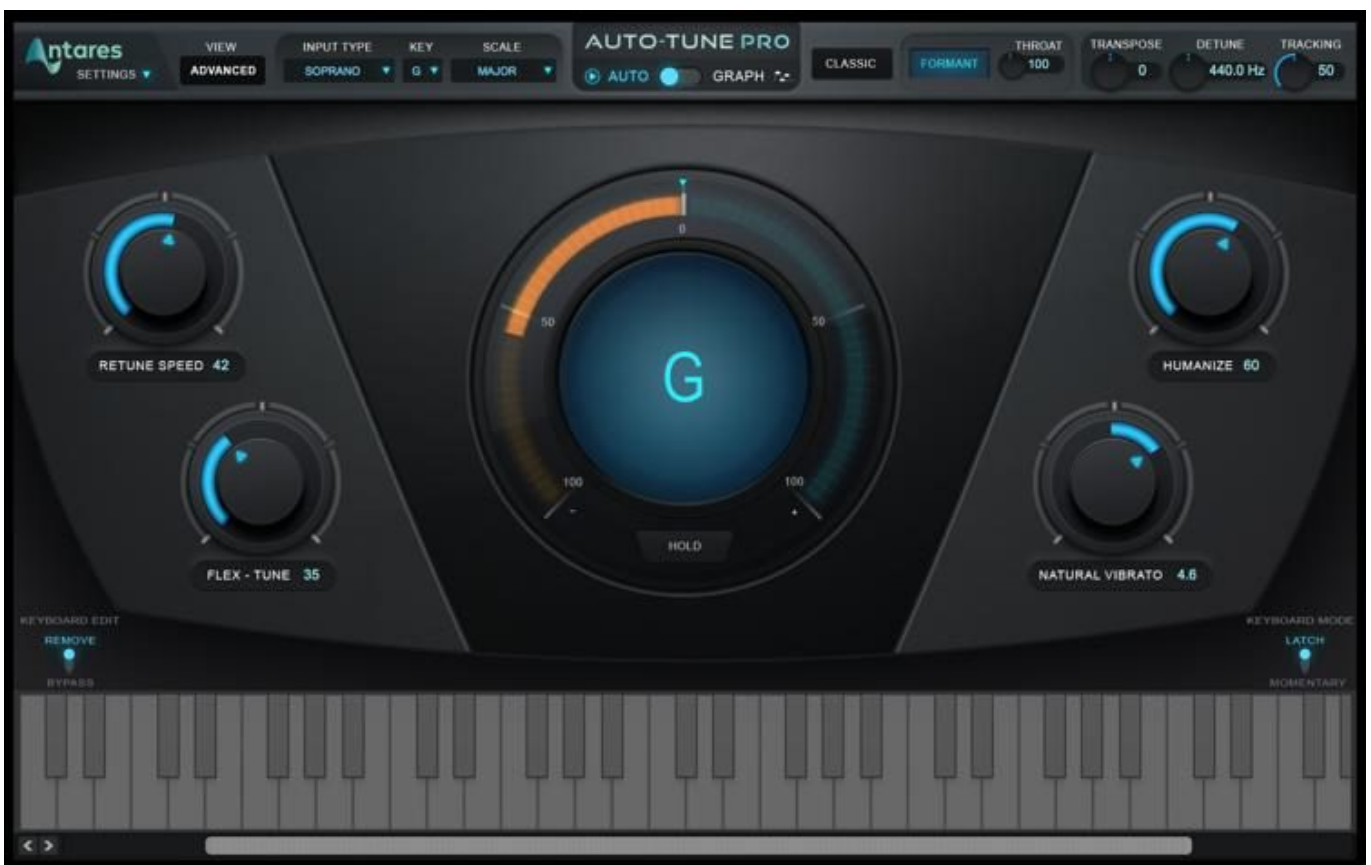 Antares
SETTINGS
VIEW
ADVANCED
INPUT TYPE KEY SCALE
SOPRANO G MAJOR
AUTO-TUNE PRO
AUTO GRAPH
CLASSIC
FORMANT
THROAT
100
TRANSPOSE
0
DETUNE
440.0 Hz
TRACKING
50
0
50
50
100
100
-
+
G
HOLD
RETUNE SPEED 42
FLEX - TUNE 35
HUMANIZE 60
NATURAL VIBRATO 4.6
KEYBOARD EDIT
REMOVE
BYPASS
KEYBOARD MODE
LATCH
MOMENTARY